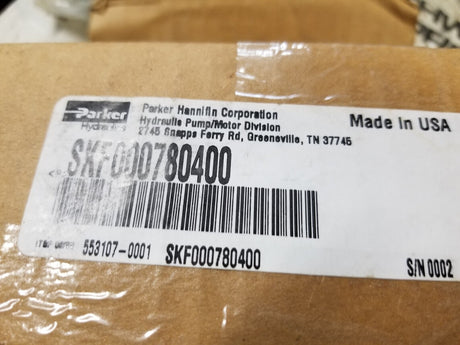 Parker
Hydraulics
Parker Hannifin Corporation
Hydraulic Pump/Motor Division
2745 Snapps Ferry Rd, Greeneville, TN 37745
Made in USA
SKF000780400
553107-0001 SKF000780400
S/N 0002